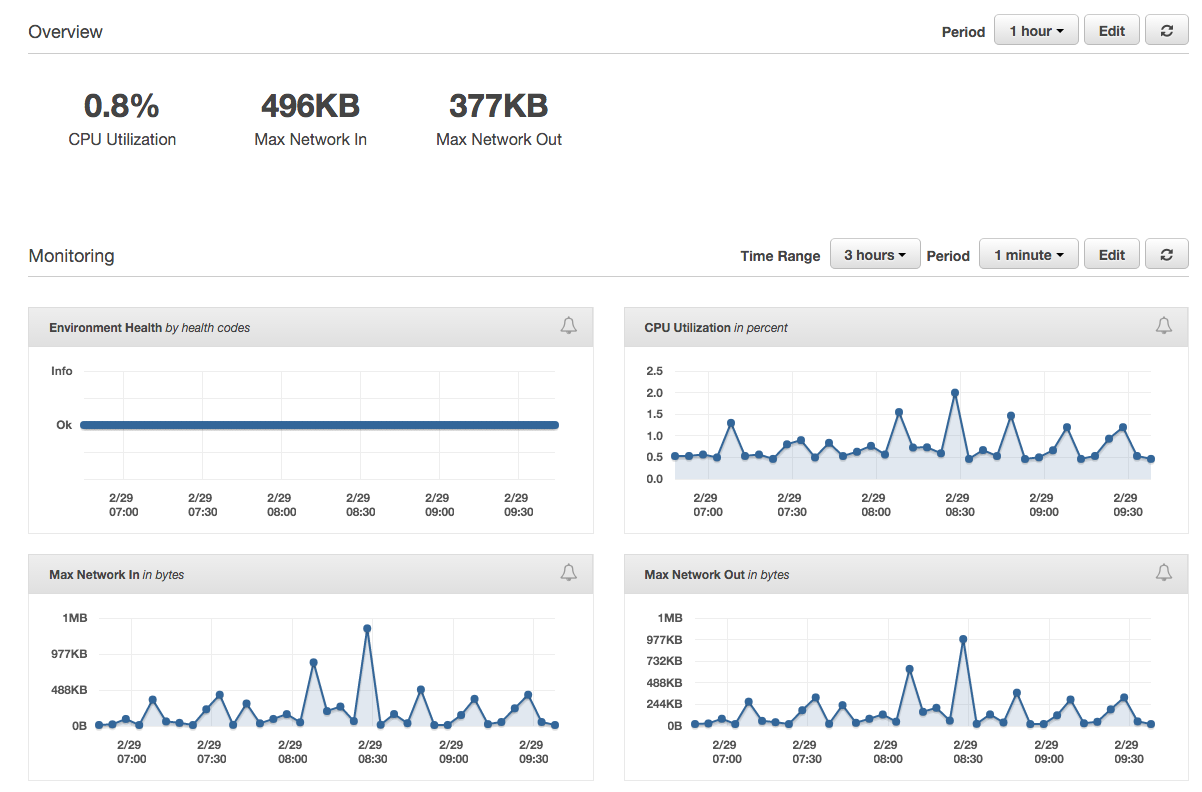 Overview
Period 1 hour Edit
0.8% 496KB 377KB
CPU Utilization Max Network In Max Network Out
Monitoring
Time Range 3 hours Period 1 minute Edit
Environment Health by health codes
Info
Ok
2/29 2/29 2/29 2/29 2/29 2/29
07:00 07:30 08:00 08:30 09:00 09:30
CPU Utilization in percent
2.5
2.0
1.5
1.0
0.5
0.0
2/29 2/29 2/29 2/29 2/29 2/29
07:00 07:30 08:00 08:30 09:00 09:30
Max Network In in bytes
1MB
977KB
488KB
0B
2/29 2/29 2/29 2/29 2/29 2/29
07:00 07:30 08:00 08:30 09:00 09:30
Max Network Out in bytes
1MB
977KB
732KB
488KB
244KB
0B
2/29 2/29 2/29 2/29 2/29 2/29
07:00 07:30 08:00 08:30 09:00 09:30